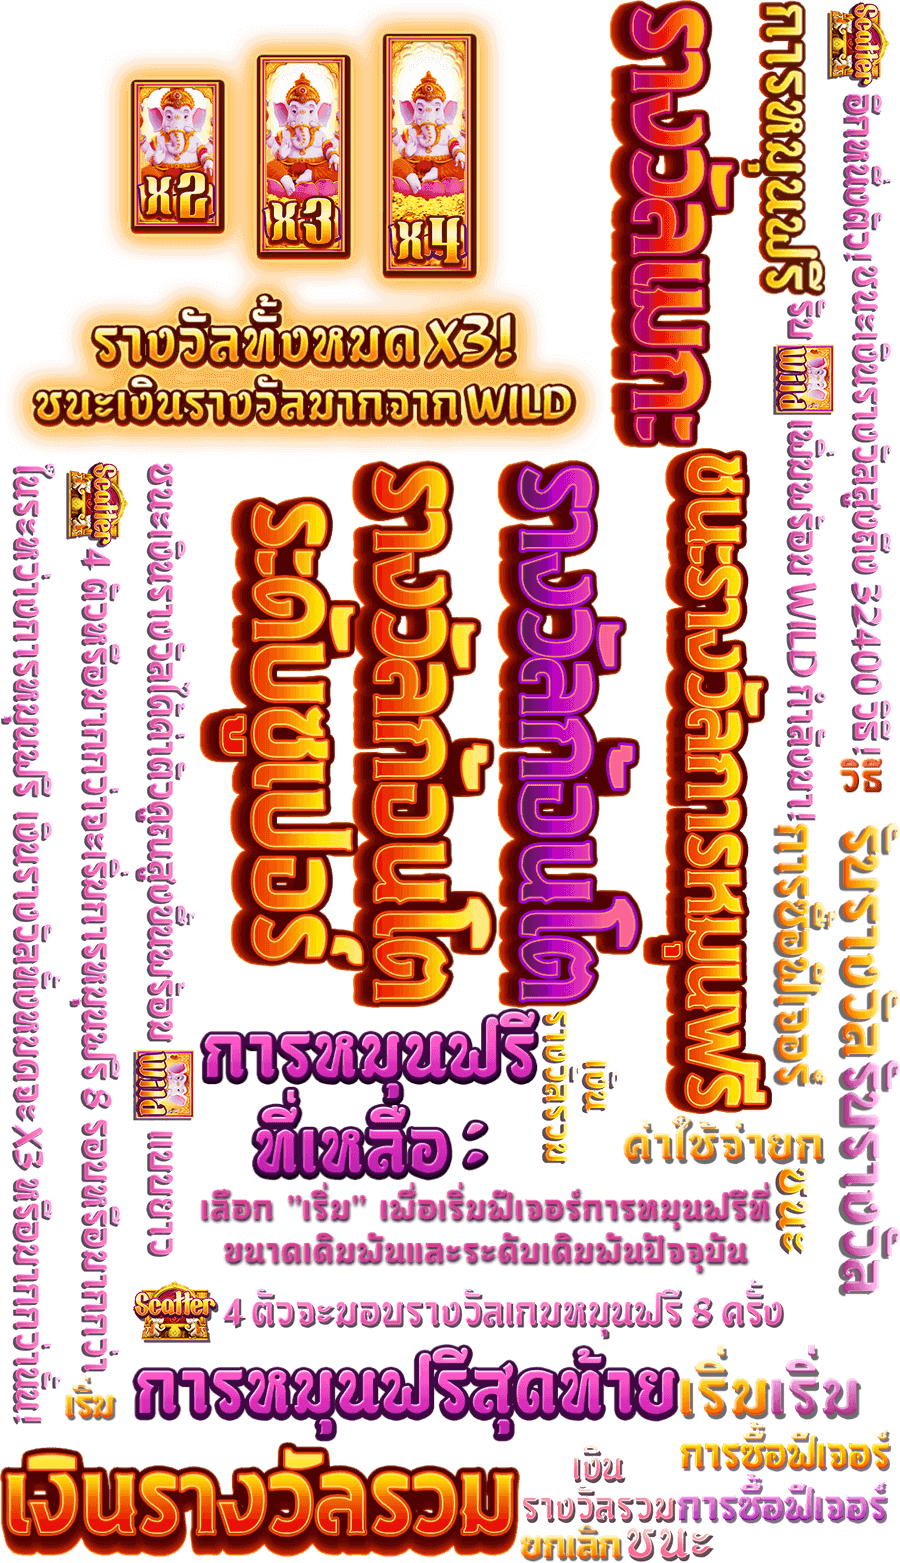 x2
x3
x4
รางวัลทั้งหมด X3!
ชนะเงินรางวัลมากจาก WILD
รางวัลเมกะ
การหมุนฟรี
รับ Wild เพิ่มพร้อม WILD กำลังมา!
Scatter อีกหนึ่งตัว! ชนะเงินรางวัลสูงถึง 32400 วิธี!
วิธี
ในระหว่างการหมุนฟรี เงินรางวัลทั้งหมดจะ X3 หรือมากกว่านั้น!
Scatter 4 ตัวหรือมากกว่าจะเริ่มการหมุนฟรี 8 รอบหรือมากกว่า
ชนะเงินรางวัลได้ค่าตัวคูณสูงขึ้นพร้อม Wild แบบยาว
ระดับซูเปอร์
รางวัลก้อนโต
รางวัลก้อนโต
ชนะรางวัลการหมุนฟรี
การซื้อฟีเจอร์
รับรางวัล
รับรางวัล
การหมุนฟรี
ที่เหลือ :
รางวัลรวม
เงิน
ค่าใช้จ่ายก
ชนะ
เลือก "เริ่ม" เพื่อเริ่มฟีเจอร์การหมุนฟรีที่
ขนาดเดิมพันและระดับเดิมพันปัจจุบัน
Scatter 4 ตัวจะมอบรางวัลเกมหมุนฟรี 8 ครั้ง
เริ่ม
การหมุนฟรีสุดท้าย
เริ่ม
เริ่ม
เงินรางวัลรวม
เงิน
รางวัลรวม
การซื้อฟีเจอร์
การซื้อฟีเจอร์
ยกเลิก
ชนะ